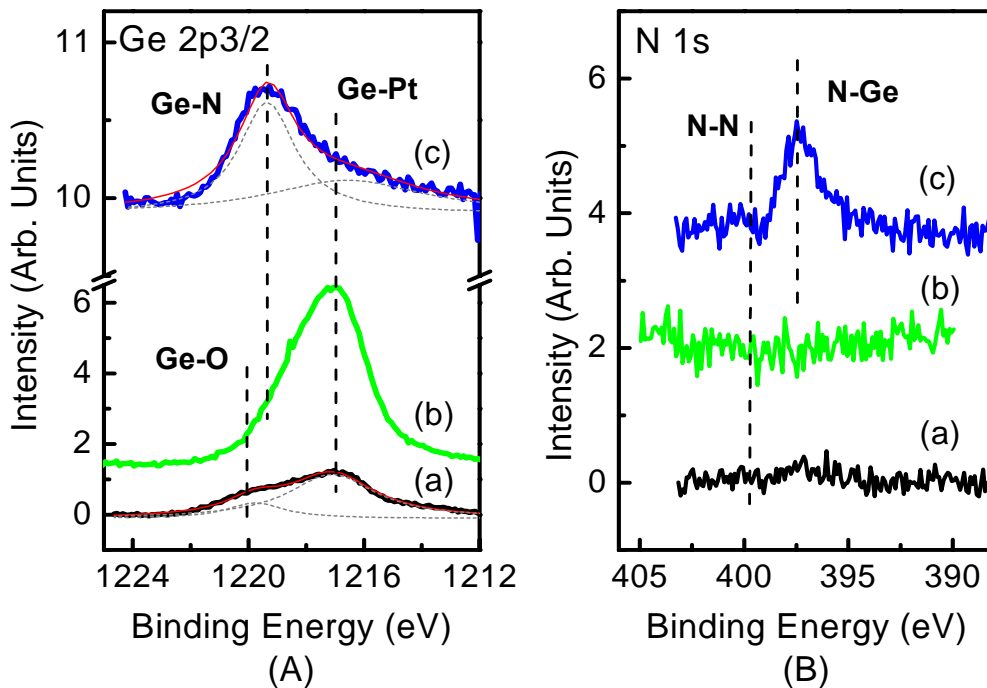 Ge 2p3/2
Ge-N
Ge-Pt
(c)
Ge-O
(b)
(a)
11
10
6
4
2
0
Intensity (Arb. Units)
1224
1220
1216
1212
Binding Energy (eV)
(A)
N 1s
N-Ge
N-N
(c)
(b)
(a)
6
4
2
0
Intensity (Arb. Units)
405
400
395
390
Binding Energy (eV)
(B)